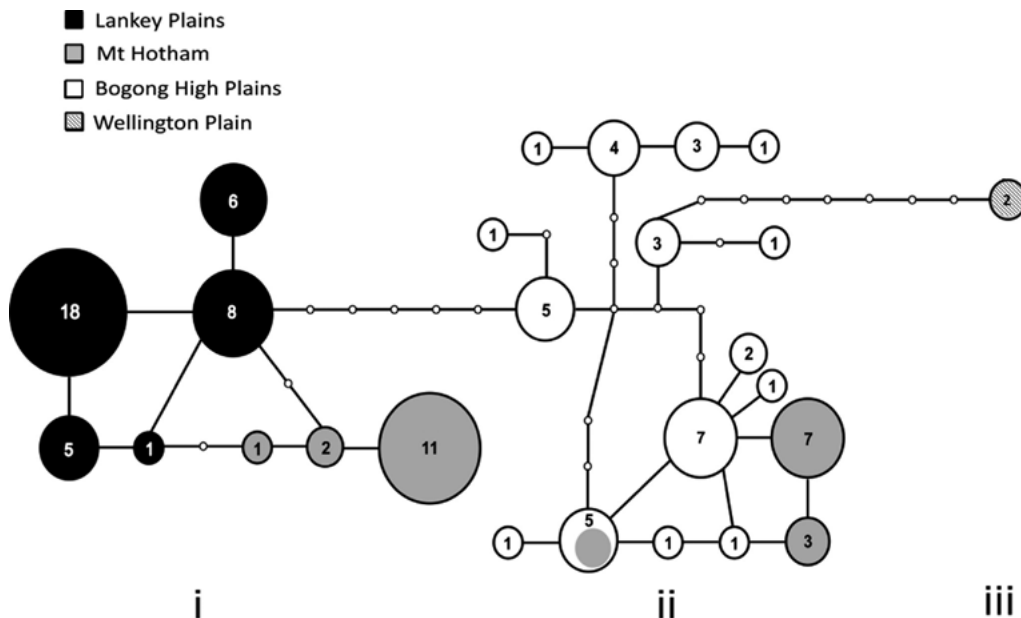 Lankey Plains
Mt Hotham
Bogong High Plains
Wellington Plain
1 4 3 1
6
2
1 3 1
18 8 5
2
1
5 1 1 2 11 7 7
5
1 1 1 3
i ii iii